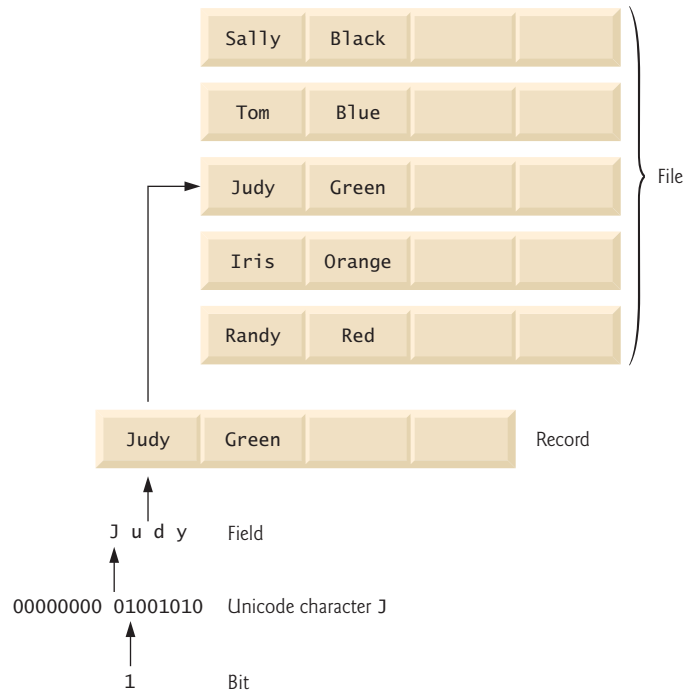 Sally Black
Tom Blue
Judy Green
File
Iris Orange
Randy Red
Judy Green Record
J u d y Field
00000000 01001010 Unicode character J
1 Bit